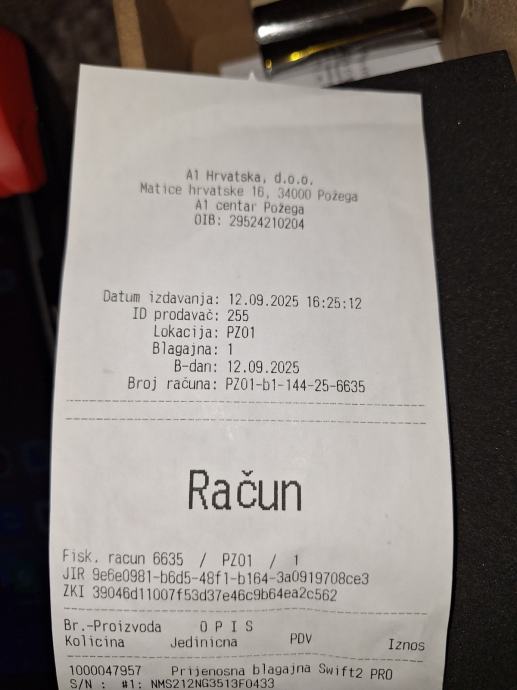 A1 Hrvatska, d.o.o.
Matice hrvatske 16, 34000 Požega
A1 centar Požega
OIB: 29524210204
Datum izdavanja: 12.09.2025 16:25:12
ID prodavač: 255
Lokacija: PZ01
Blagajna: 1
B-dan: 12.09.2025
Broj računa: PZ01-b1-144-25-6635
Račun
Fisk. racun 6635 / PZ01 / 1
JIR 9e6e0981-b6d5-48f1-b164-3a0919708ce3
ZKI 39046d11007f53d37e46c9b64ea2c562
Br.-Proizvoda O P I S
Kolicina Jedinicna PDV Iznos
1000047957 Prijenosna blagajna Swift2 PRO
S/N : #1: NMS212NG3513F0433